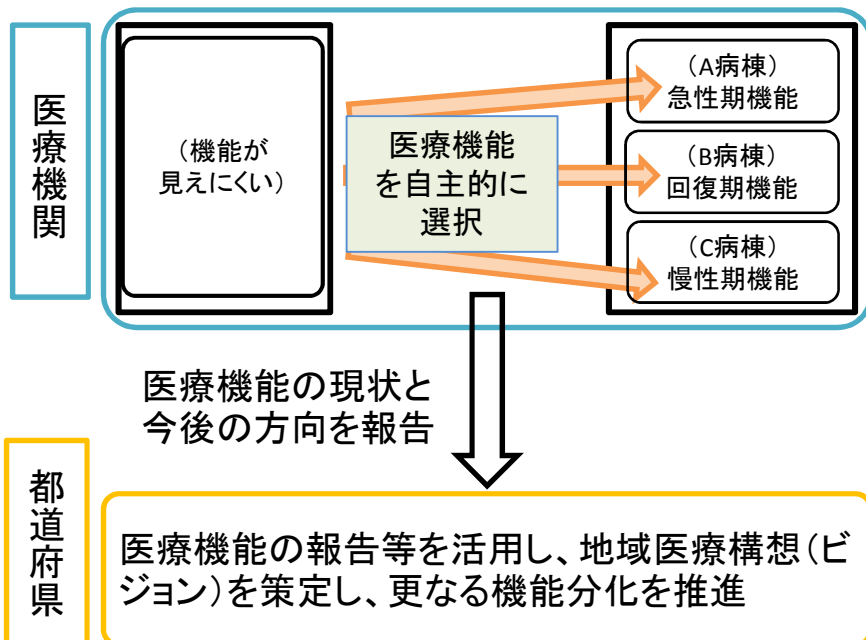 医療機関
(機能が
見えにくい)
医療機能
を自主的に
選択
(A病棟)
急性期機能
(B病棟)
回復期機能
(C病棟)
慢性期機能
医療機能の現状と
今後の方向を報告
都道府県
医療機能の報告等を活用し、地域医療構想(ビ
ジョン)を策定し、更なる機能分化を推進